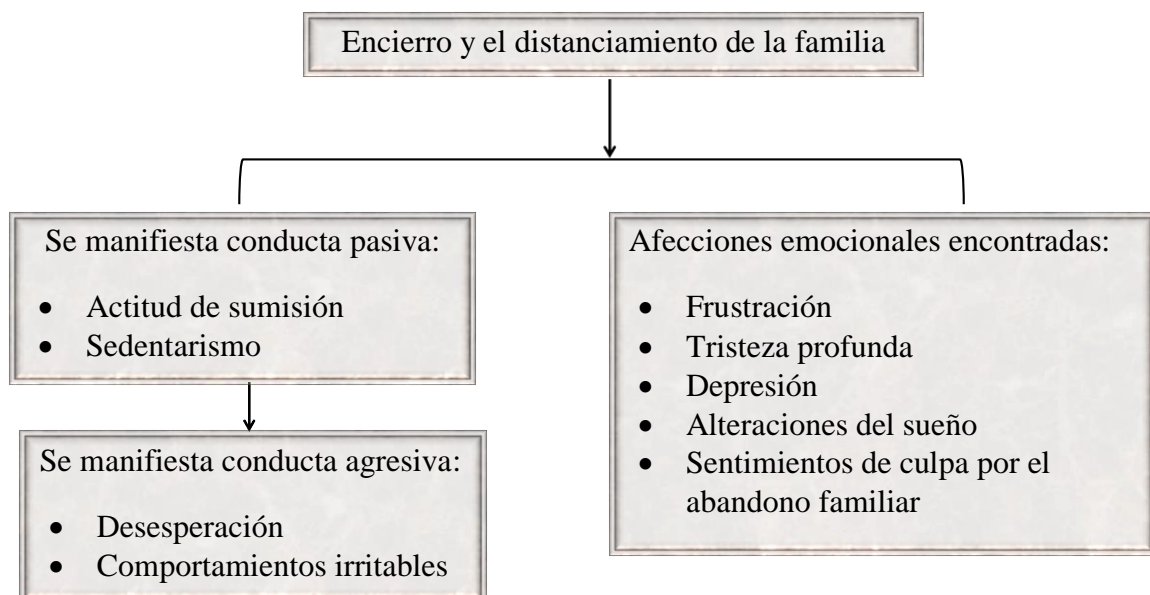 Encierro y el distanciamiento de la familia
Se manifiesta conducta pasiva:
• Actitud de sumisión
• Sedentarismo
Se manifiesta conducta agresiva:
• Desesperación
• Comportamientos irritables
Afecciones emocionales encontradas:
• Frustración
• Tristeza profunda
• Depresión
• Alteraciones del sueño
• Sentimientos de culpa por el
abandono familiar